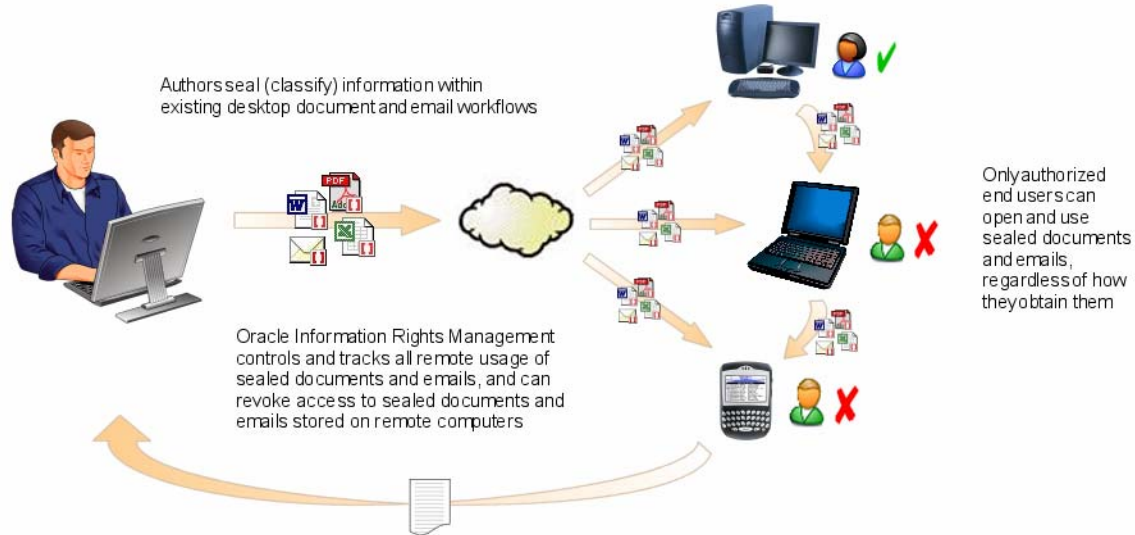 Authors seal (classify) information within
existing desktop document and email workflows
PDF
W
Ado
Only authorized
end users can
open and use
sealed documents
and emails,
regardless of how
they obtain them
Oracle Information Rights Management
controls and tracks all remote usage of
sealed documents and emails, and can
revoke access to sealed documents and
emails stored on remote computers